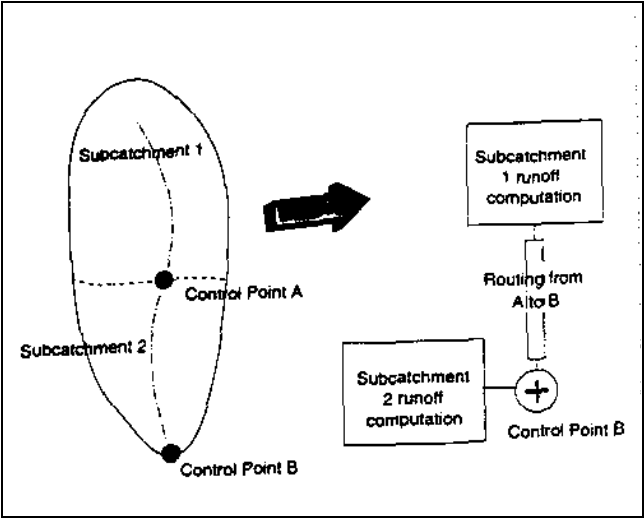 Subcatchment 1
Control Point A
Subcatchment 2
Control Point B
Subcatchment
1 runoff
computation
Routing from
A to B
Subcatchment
2 runoff
computation
Control Point B